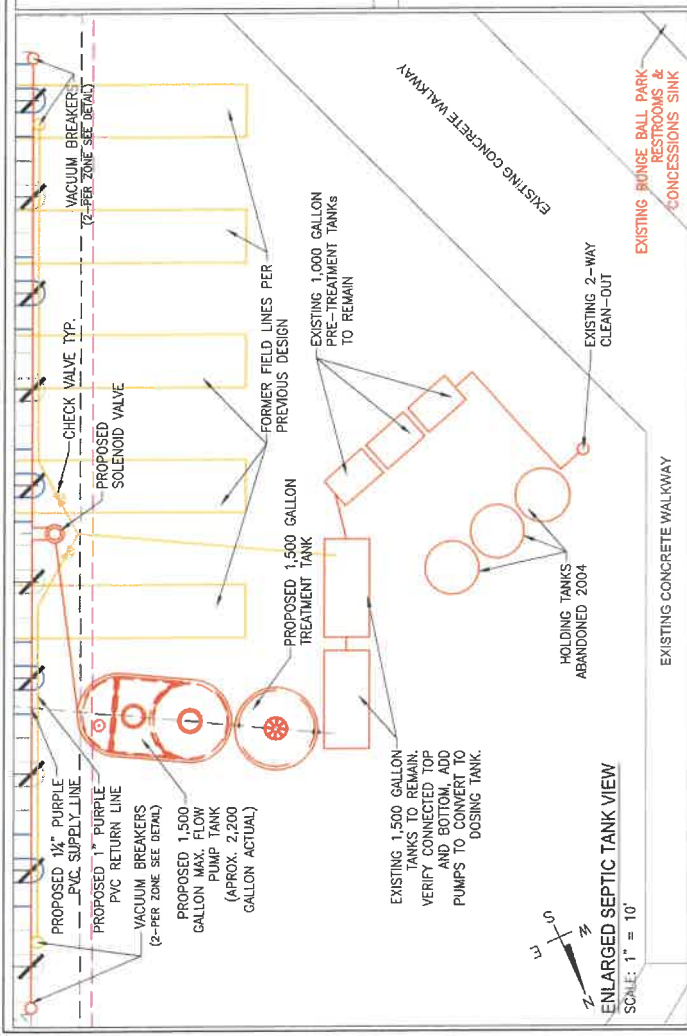 VACUUM BREAKERS
(2-PER ZONE SEE DETAIL)
CHECK VALVE TYP.
PROPOSED
SOLENOID VALVE
PROPOSED 1¼" PURPLE
PVC SUPPLY LINE
PROPOSED 1" PURPLE
PVC RETURN LINE
VACUUM BREAKERS
(2-PER ZONE SEE DETAIL)
PROPOSED 1,500
GALLON MAX. FLOW
PUMP TANK
(APROX. 2,200
GALLON ACTUAL)
PROPOSED 1,500 GALLON
TREATMENT TANK
FORMER FIELD LINES PER
PREVIOUS DESIGN
EXISTING 1,000 GALLON
PRE-TREATMENT TANKs
TO REMAIN
EXISTING CONCRETE WALKWAY
EXISTING BUNGE BALL PARK
RESTROOMS &
CONCESSIONS SINK
EXISTING 2-WAY
CLEAN-OUT
HOLDING TANKS
ABANDONED 2004
EXISTING 1,500 GALLON
TANKS TO REMAIN.
VERIFY CONNECTED TOP
AND BOTTOM, ADD
PUMPS TO CONVERT TO
DOSING TANK.
EXISTING CONCRETE WALKWAY
N
E
S
W
ENLARGED SEPTIC TANK VIEW
SCALE: 1" = 10'